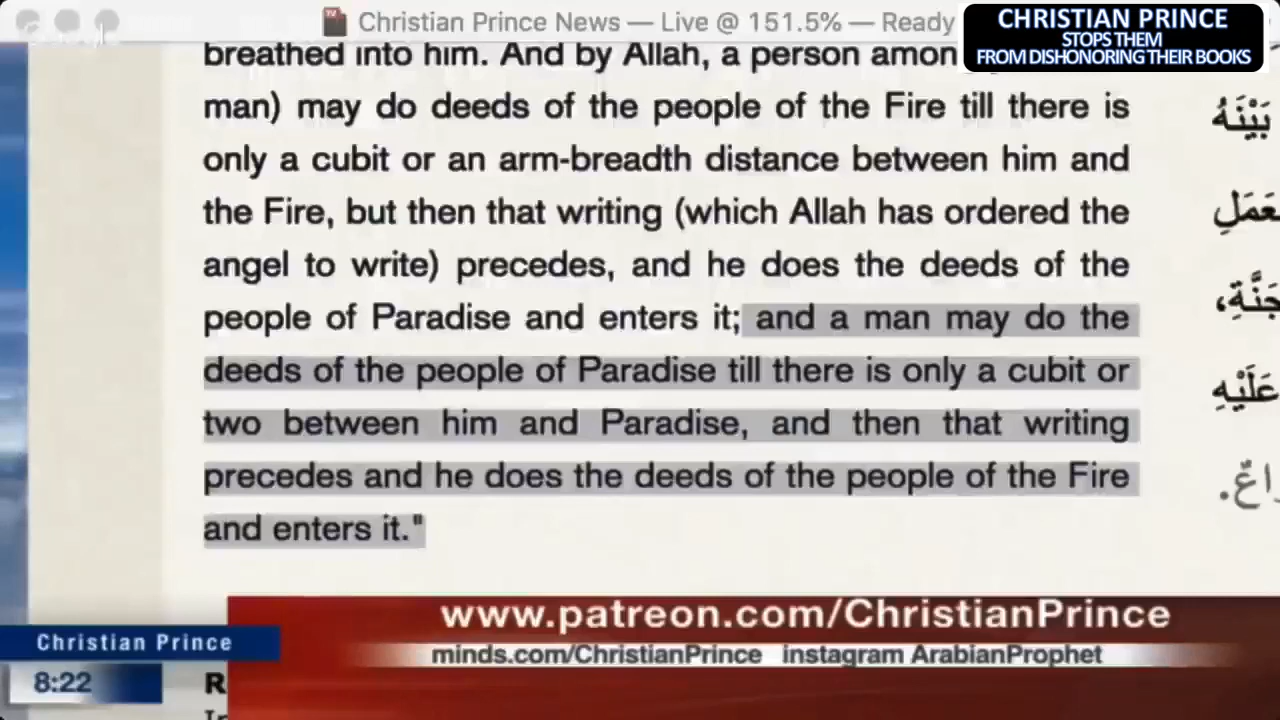 Christian Prince News — Live @ 151.5% — Ready
CHRISTIAN PRINCE
STOPS THEM
FROM DISHONORING THEIR BOOKS
breathed into him. And by Allah, a person among
man) may do deeds of the people of the Fire till there is
only a cubit or an arm-breadth distance between him and
the Fire, but then that writing (which Allah has ordered the
angel to write) precedes, and he does the deeds of the
people of Paradise and enters it; and a man may do the
deeds of the people of Paradise till there is only a cubit or
two between him and Paradise, and then that writing
precedes and he does the deeds of the people of the Fire
and enters it."
بَيْنَهُ
عَلَيْهِ
www.patreon.com/ChristianPrince
minds.com/ChristianPrince instagram ArabianProphet
Christian Prince
8:22